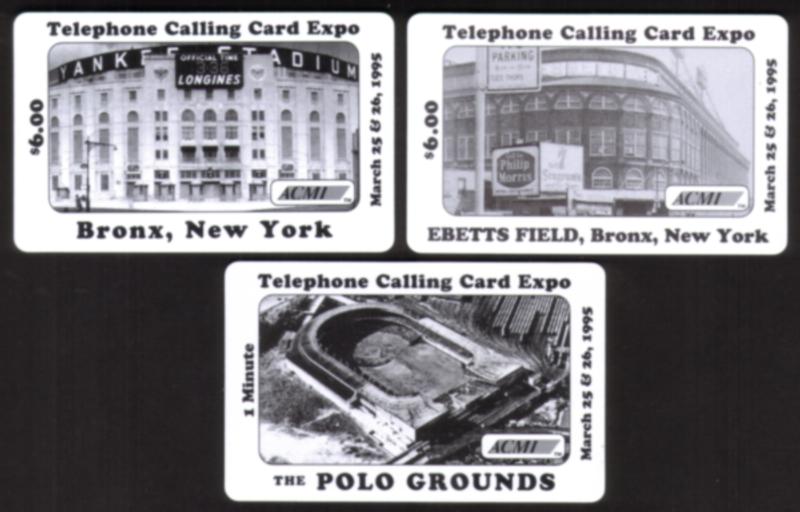 Telephone Calling Card Expo
YANKEE STADIUM
OFFICIAL TIME
LONGINES
$6.00
March 25 & 26, 1995
ACMI
Bronx, New York
Telephone Calling Card Expo
PARKING
Philip
Morris
$6.00
March 25 & 26, 1995
ACMI
EBETTS FIELD, Bronx, New York
Telephone Calling Card Expo
1 Minute
March 25 & 26, 1995
ACMI
THE POLO GROUNDS